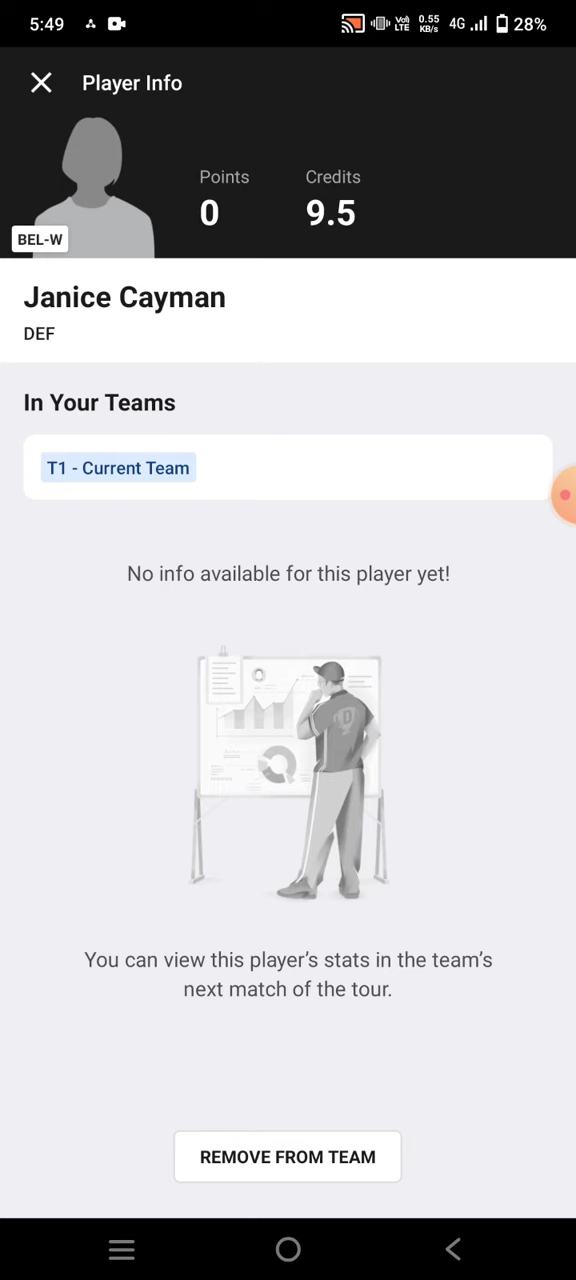 5:49
Vo)
LTE
0.55
KB/s
4G
28%
Player Info
Points
Credits
0
9.5
BEL-W
Janice Cayman
DEF
In Your Teams
T1 - Current Team
No info available for this player yet!
D
You can view this player's stats in the team's
next match of the tour.
REMOVE FROM TEAM